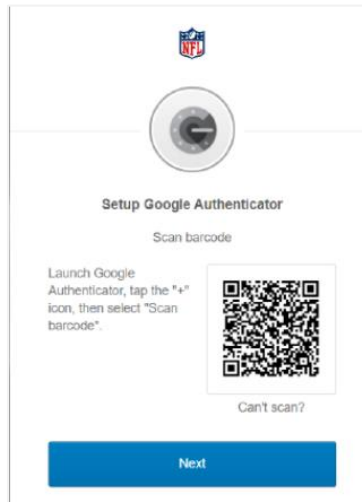 NFL
Setup Google Authenticator
Scan barcode
Launch Google
Authenticator, tap the "+"
icon, then select "Scan
barcode".
Can't scan?
Next